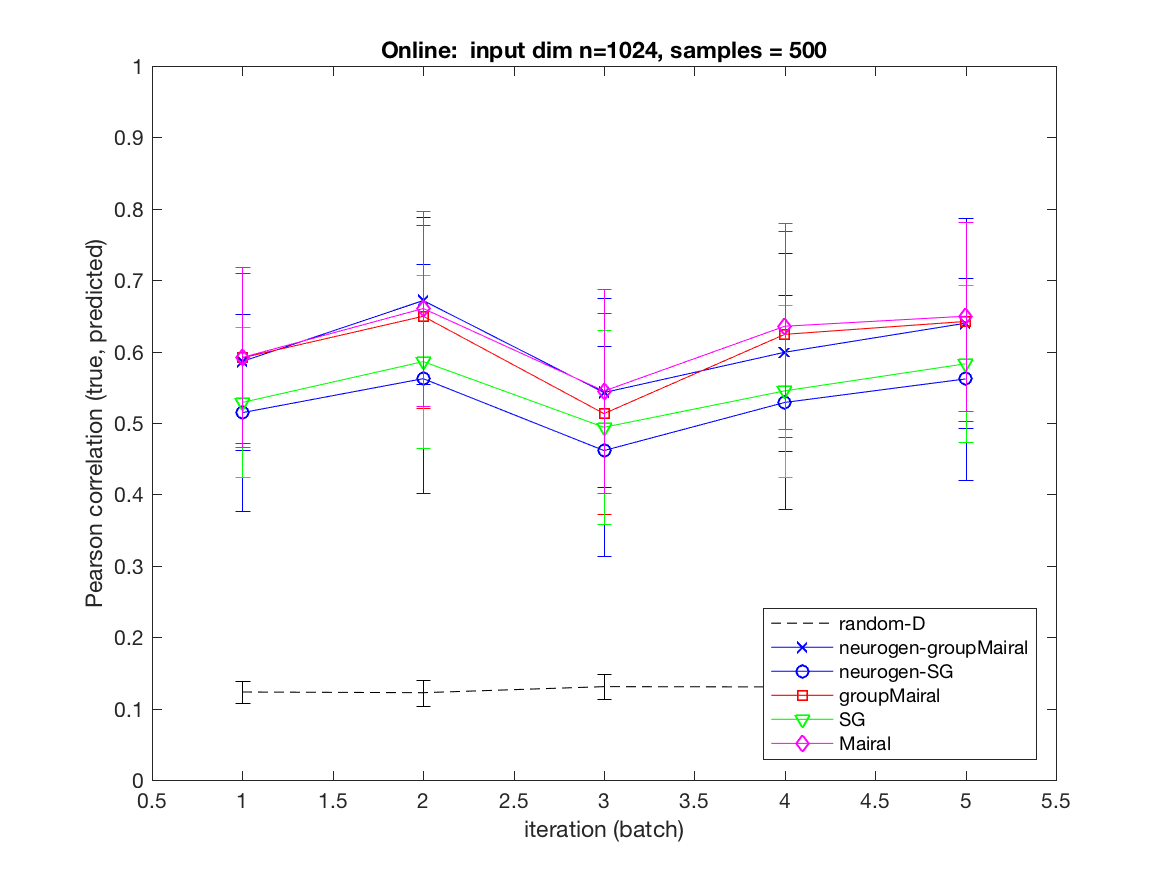 Online:  input dim n=1024, samples = 500
Pearson correlation (true, predicted)
1
0.9
0.8
0.7
0.6
0.5
0.4
0.3
0.2
0.1
0
random-D
neurogen-groupMairal
neurogen-SG
groupMairal
SG
Mairal
0.5 1 1.5 2 2.5 3 3.5 4 4.5 5 5.5
iteration (batch)